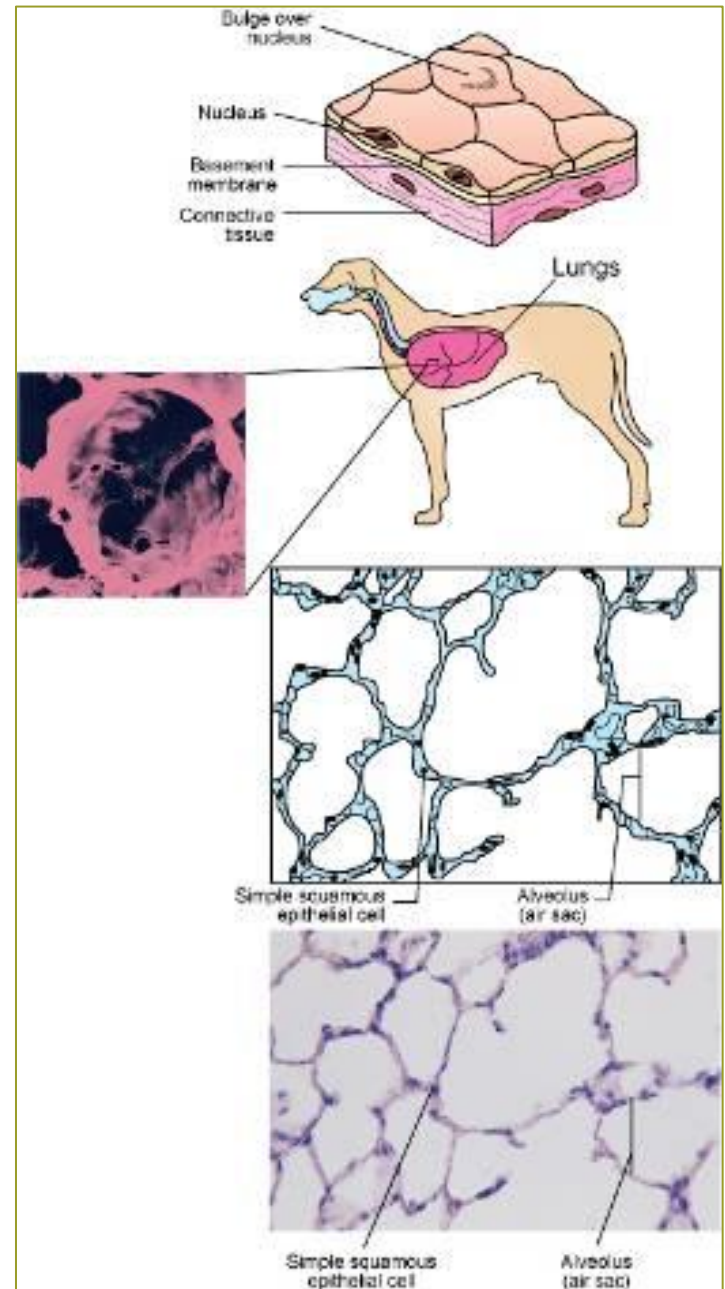 Bulge over
nucleus
Nucleus
Basement
membrane
Connective
tissue
Lungs
Simple squamous
epithelial cell
Alveolus
(air sac)
Simple squamous
epithelial cell
Alveolus
(air sac)